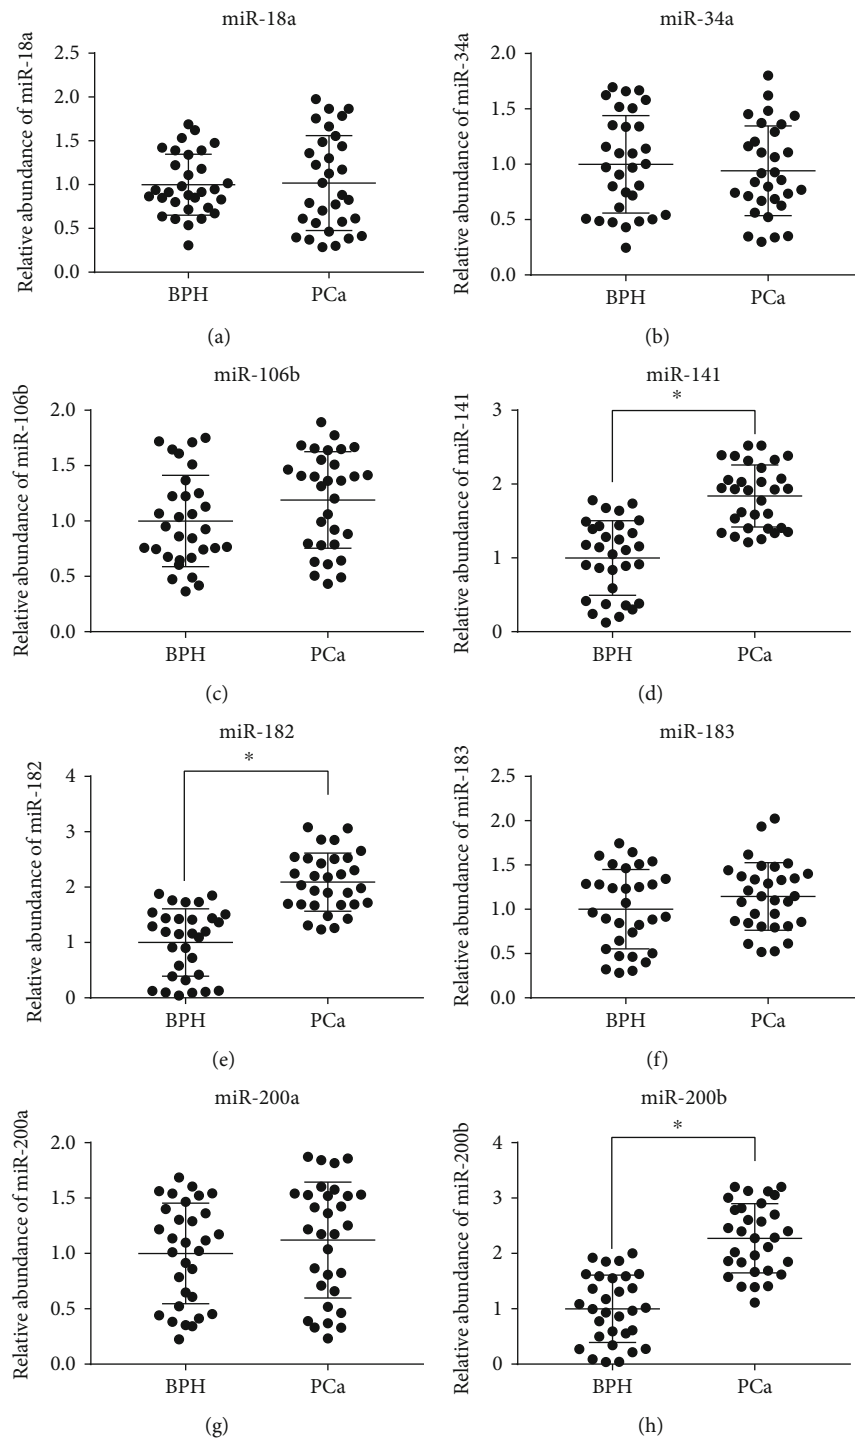 miR-18a
Relative abundance of miR-18a
2.5
2.0
1.5
1.0
0.5
0.0
BPH PCa
(a)
miR-34a
Relative abundance of miR-34a
2.0
1.5
1.0
0.5
0.0
BPH PCa
(b)
miR-106b
Relative abundance of miR-106b
2.0
1.5
1.0
0.5
0.0
BPH PCa
(c)
miR-141
Relative abundance of miR-141
3
2
1
0
*
BPH PCa
(d)
miR-182
Relative abundance of miR-182
4
3
2
1
0
*
BPH PCa
(e)
miR-183
Relative abundance of miR-183
2.5
2.0
1.5
1.0
0.5
0.0
BPH PCa
(f)
miR-200a
Relative abundance of miR-200a
2.0
1.5
1.0
0.5
0.0
BPH PCa
(g)
miR-200b
Relative abundance of miR-200b
4
3
2
1
0
*
BPH PCa
(h)